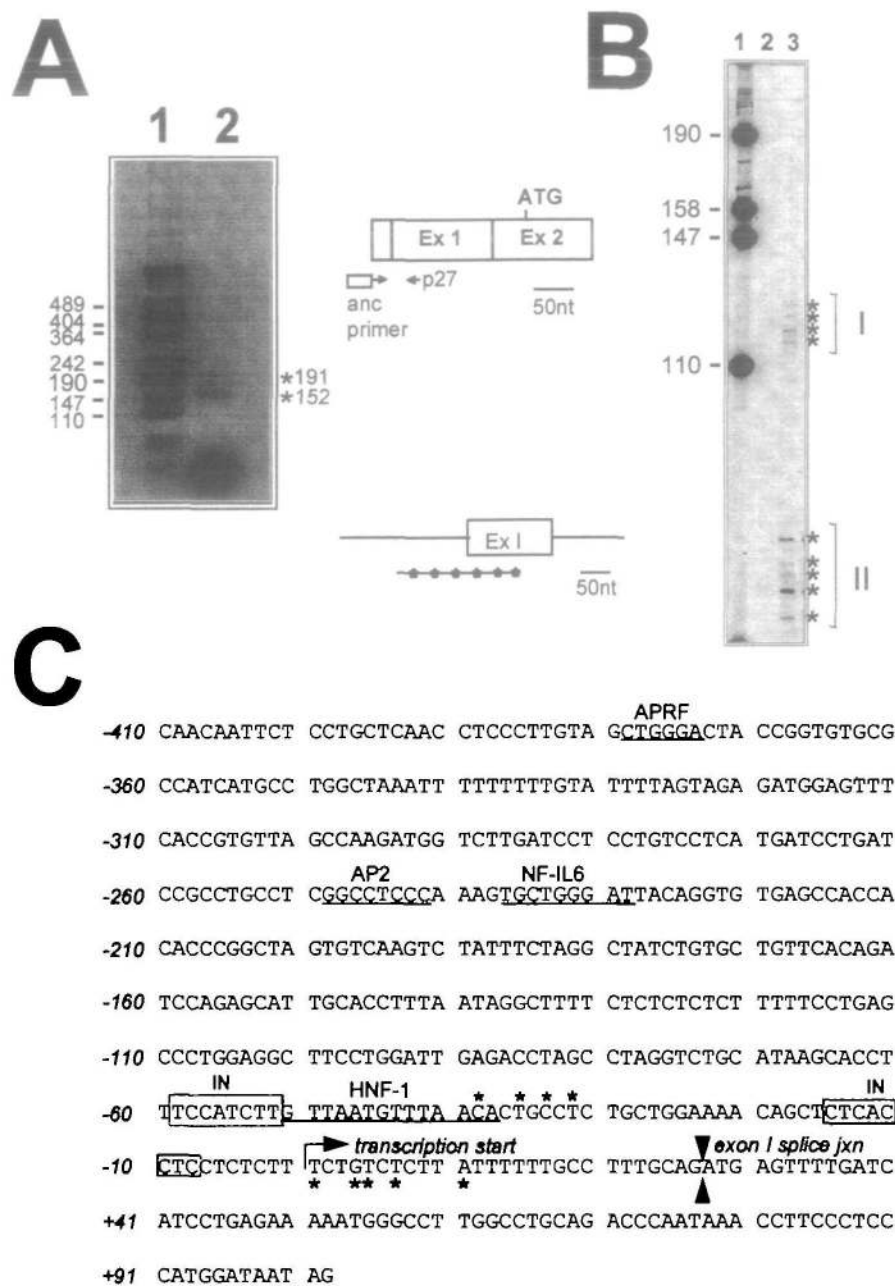 A
1 2
489
404
364
242
190
147
110
*191
*152
ATG
Ex 1 Ex 2
anc primer
p27
50nt
Ex I
50nt
B
1 2 3
190
158
147
110
* * * * I
* * * * * II
C
APRF
-410 CAACAATTCT CCTGCTCAAC CTCCCTTGTA GCTGGGACTA CCGGTGTGCG
-360 CCATCATGCC TGGCTAAATT TTTTTTTGTA TTTTAGTAGA GATGGAGTTT
-310 CACCGTGTTA GCCAAGATGG TCTTGATCCT CCTGTCCTCA TGATCCTGAT
AP2 NF-IL6
-260 CCGCCTGCCT CGGCCTCCCA AAGTGCTGGG ATTACAGGTG TGAGCCACCA
-210 CACCCGGCTA GTGTCAAGTC TATTTCTAGG CTATCTGTGC TGTTCACAGA
-160 TCCAGAGCAT TGCACCTTTA ATAGGCTTTT CTCTCTCTCT TTTTCCTGAG
-110 CCCTGGAGGC TTCCTGGATT GAGACCTAGC CTAGGTCTGC ATAAGCACCT
IN HNF-1 * * * * IN
-60 TTCCATCTTG TTAATGTTTA ACACTGCCTC TGCTGGAAAA CAGCTCTCAC
transcription start exon I splice jxn
-10 CTCCTCTCTT TCTGTCTCTT ATTTTTTGCC TTTGCAGATG AGTTTTGATC
* ** * *
+41 ATCCTGAGAA AAATGGGCCT TGGCCTGCAG ACCCAATAAA CCTTCCCTCC
+91 CATGGATAAT AG